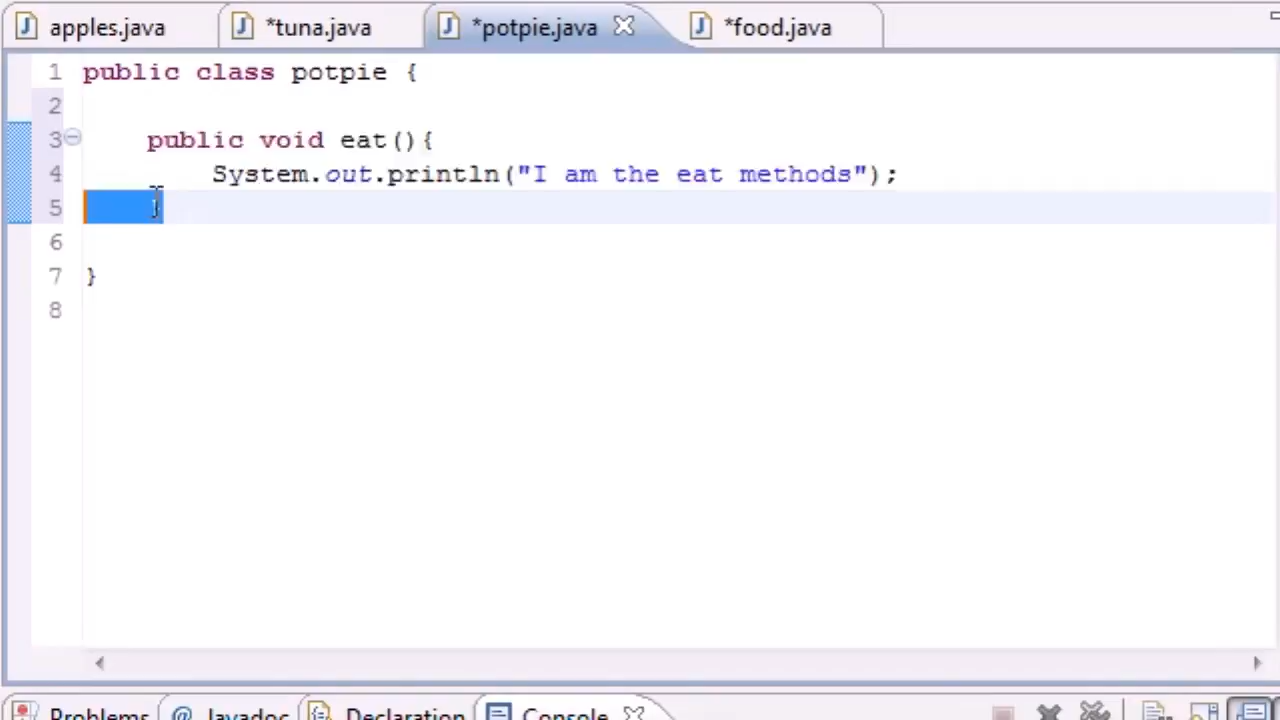 apples.java *tuna.java *potpie.java *food.java
1 public class potpie {
2
3 public void eat(){
4 System.out.println("I am the eat methods");
5 }
6
7 }
8
Problems @ Javadoc Declaration Console